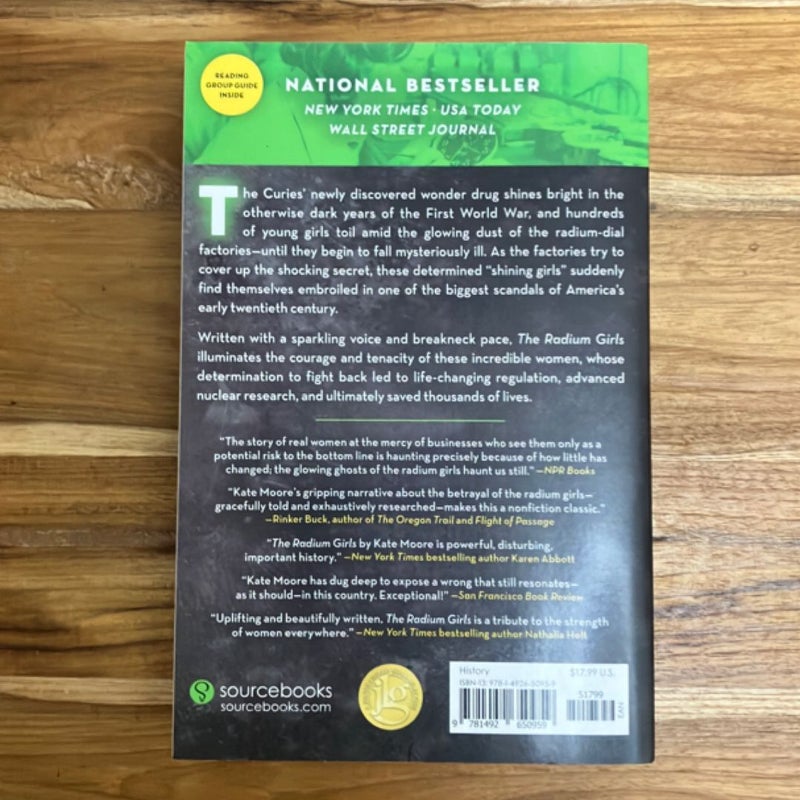 READING
GROUP GUIDE
INSIDE
NATIONAL BESTSELLER
NEW YORK TIMES · USA TODAY
WALL STREET JOURNAL
The Curies' newly discovered wonder drug shines bright in the
otherwise dark years of the First World War, and hundreds
of young girls toil amid the glowing dust of the radium-dial
factories—until they begin to fall mysteriously ill. As the factories try to
cover up the shocking secret, these determined "shining girls" suddenly
find themselves embroiled in one of the biggest scandals of America's
early twentieth century.
Written with a sparkling voice and breakneck pace, The Radium Girls
illuminates the courage and tenacity of these incredible women, whose
determination to fight back led to life-changing regulation, advanced
nuclear research, and ultimately saved thousands of lives.
"The story of real women at the mercy of businesses who see them only as a
potential risk to the bottom line is haunting precisely because of how little has
changed; the glowing ghosts of the radium girls haunt us still." —NPR Books
"Kate Moore's gripping narrative about the betrayal of the radium girls—
gracefully told and exhaustively researched—makes this a nonfiction classic."
—Rinker Buck, author of The Oregon Trail and Flight of Passage
"The Radium Girls by Kate Moore is powerful, disturbing,
important history." —New York Times bestselling author Karen Abbott
"Kate Moore has dug deep to expose a wrong that still resonates—
as it should—in this country. Exceptional!" —San Francisco Book Review
"Uplifting and beautifully written, The Radium Girls is a tribute to the strength
of women everywhere." —New York Times bestselling author Nathalia Holt
sourcebooks
sourcebooks.com
jlg
History $17.99 U.S.
ISBN-13: 978-1-4926-5095-9
51799
9 781492 650959
EAN